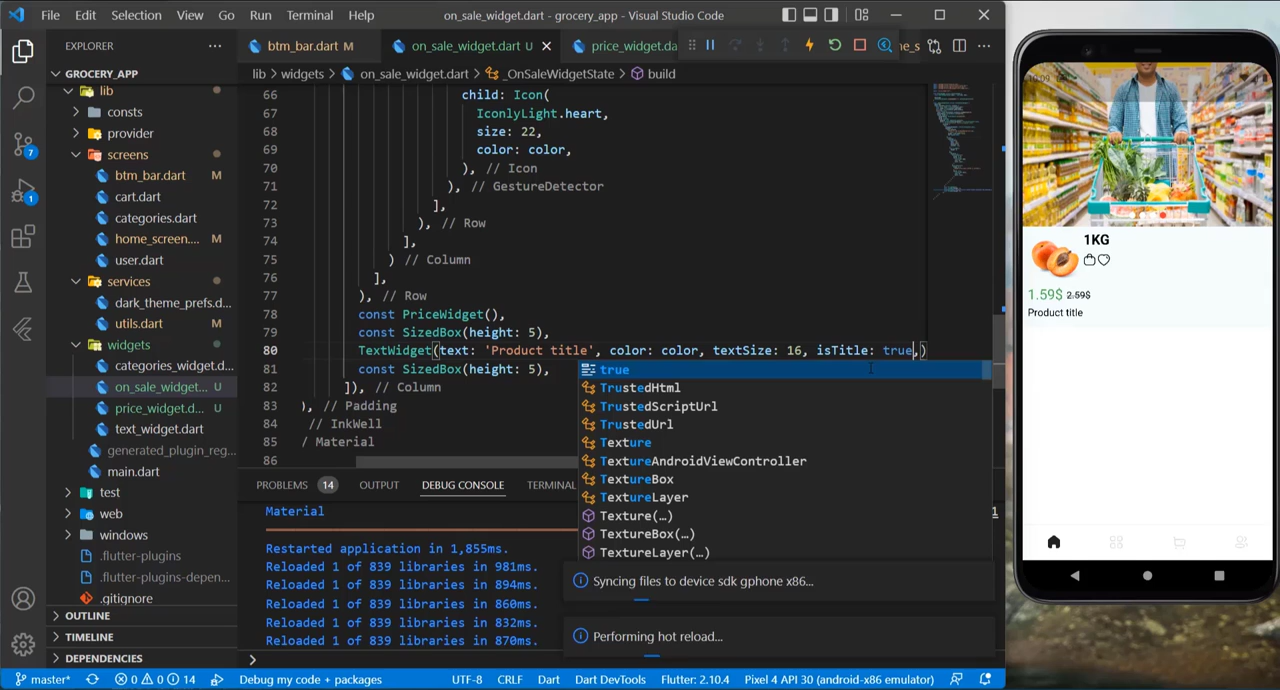 File Edit Selection View Go Run Terminal Help
on_sale_widget.dart - grocery_app - Visual Studio Code
EXPLORER
btm_bar.dart M
on_sale_widget.dart U
price_widget.da
ne_s
lib > widgets > on_sale_widget.dart > _OnSaleWidgetState > build
GROCERY_APP
lib
consts
provider
screens
btm_bar.dart M
cart.dart
categories.dart
home_screen.... M
user.dart
services
dark_theme_prefs.d...
utils.dart M
widgets
categories_widget.d...
on_sale_widget... U
price_widget.d... U
text_widget.dart
generated_plugin_reg...
main.dart
test
web
windows
.flutter-plugins
.flutter-plugins-depen...
.gitignore
OUTLINE
TIMELINE
DEPENDENCIES
7
1
66 child: Icon(
67 IconlyLight.heart,
68 size: 22,
69 color: color,
70 ), // Icon
71 ), // GestureDetector
72 ],
73 ), // Row
74 ],
75 ) // Column
76 ],
77 ), // Row
78 const PriceWidget(),
79 const SizedBox(height: 5),
80 TextWidget(text: 'Product title', color: color, textSize: 16, isTitle: true,)
81 const SizedBox(height: 5),
82 ]), // Column
83 ), // Padding
84 // InkWell
85 / Material
86
true
TrustedHtml
TrustedScriptUrl
TrustedUrl
Texture
TextureAndroidViewController
TextureBox
TextureLayer
Texture(…)
TextureBox(…)
TextureLayer(…)
PROBLEMS 14 OUTPUT DEBUG CONSOLE TERMINAL
Material
1
Restarted application in 1,855ms.
Reloaded 1 of 839 libraries in 981ms.
Reloaded 1 of 839 libraries in 894ms.
Reloaded 1 of 839 libraries in 860ms.
Reloaded 1 of 839 libraries in 832ms.
Reloaded 1 of 839 libraries in 870ms.
Syncing files to device sdk gphone x86...
Performing hot reload...
master* 0 0 14 Debug my code + packages UTF-8 CRLF Dart Dart DevTools Flutter: 2.10.4 Pixel 4 API 30 (android-x86 emulator)
1KG
1.59$ 2.59$
Product title